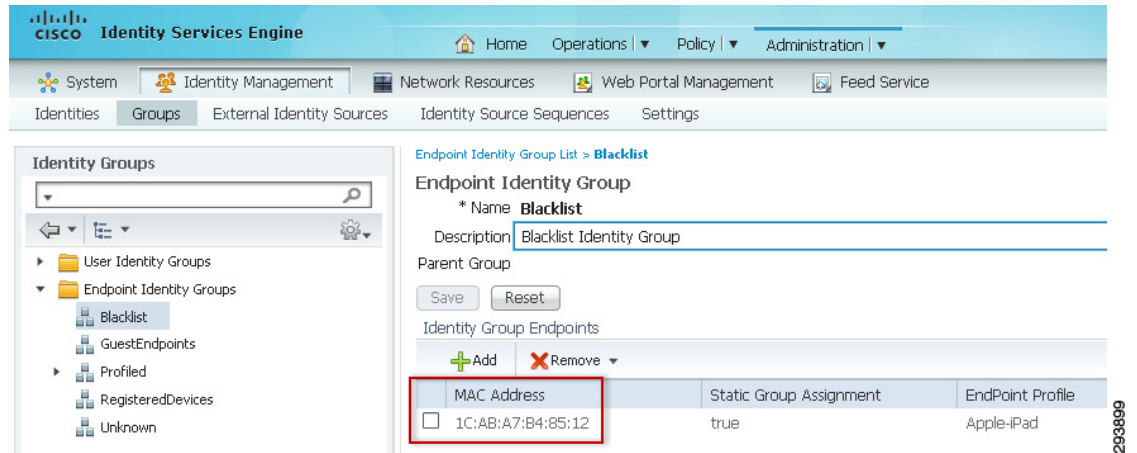 cisco Identity Services Engine
Home Operations | Policy | Administration |
System Identity Management Network Resources Web Portal Management Feed Service
Identities Groups External Identity Sources Identity Source Sequences Settings
Identity Groups
User Identity Groups
Endpoint Identity Groups
Blacklist
GuestEndpoints
Profiled
RegisteredDevices
Unknown
Endpoint Identity Group List > Blacklist
Endpoint Identity Group
* Name Blacklist
Description Blacklist Identity Group
Parent Group
Save Reset
Identity Group Endpoints
Add Remove
MAC Address Static Group Assignment EndPoint Profile
1C:AB:A7:B4:85:12 true Apple-iPad
293899